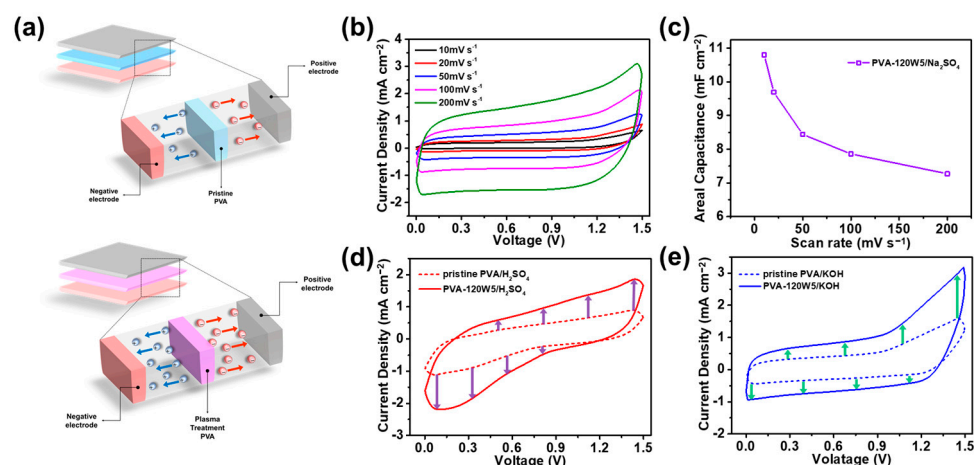 (a)
Positive
electrode
Negative
electrode
Pristine
PVA
Positive
electrode
Negative
electrode
Plasma
Treatment
PVA
(b)
Current Density (mA cm⁻²)
4
3
2
1
0
-1
-2
10mV s⁻¹
20mV s⁻¹
50mV s⁻¹
100mV s⁻¹
200mV s⁻¹
0.0 0.3 0.6 0.9 1.2 1.5
Voltage (V)
(c)
Areal Capacitance (mF cm⁻²)
11
10
9
8
7
6
PVA-120W5/Na₂SO₄
0 50 100 150 200
Scan rate (mV s⁻¹)
(d)
Current Density (mA cm⁻²)
2
1
0
-1
-2
-3
pristine PVA/H₂SO₄
PVA-120W5/H₂SO₄
0.0 0.3 0.6 0.9 1.2 1.5
Voltage (V)
(e)
Current Density (mA cm⁻²)
3
2
1
0
-1
-2
pristine PVA/KOH
PVA-120W5/KOH
0.0 0.3 0.6 0.9 1.2 1.5
Volatage (V)